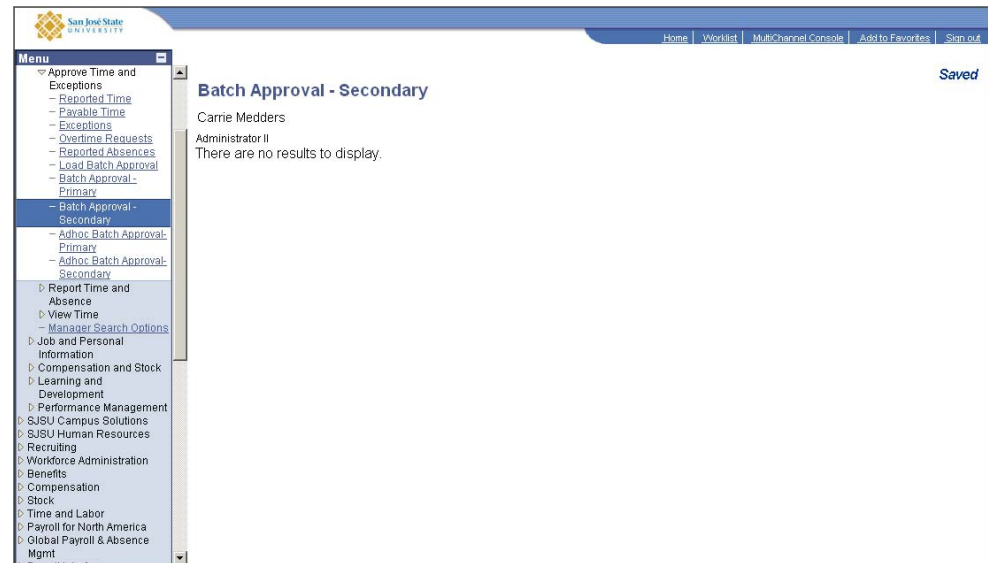 San José State
UNIVERSITY
Home | Worklist | MultiChannel Console | Add to Favorites | Sign out
Menu
Approve Time and
Exceptions
– Reported Time
– Payable Time
– Exceptions
– Overtime Requests
– Reported Absences
– Load Batch Approval
– Batch Approval -
Primary
– Batch Approval -
Secondary
– Adhoc Batch Approval-
Primary
– Adhoc Batch Approval-
Secondary
Report Time and
Absence
View Time
– Manager Search Options
Job and Personal
Information
Compensation and Stock
Learning and
Development
Performance Management
SJSU Campus Solutions
SJSU Human Resources
Recruiting
Workforce Administration
Benefits
Compensation
Stock
Time and Labor
Payroll for North America
Global Payroll & Absence
Mgmt
Saved
Batch Approval - Secondary
Carrie Medders
Administrator II
There are no results to display.